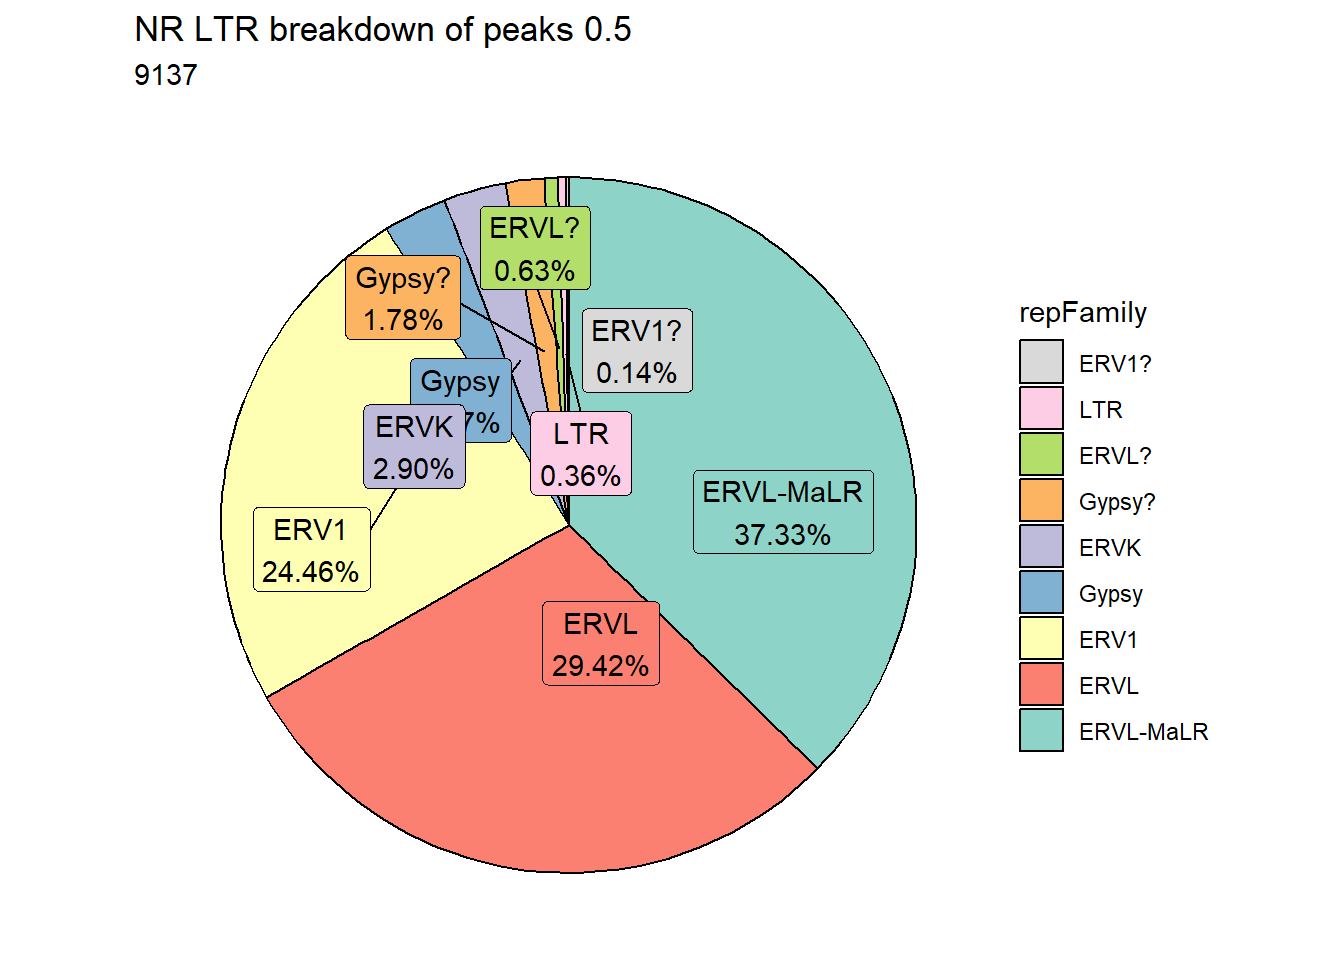 NR LTR breakdown of peaks 0.5
9137
ERVL?
0.63%
Gypsy?
1.78%
ERV1?
0.14%
Gypsy
7%
ERVK
2.90%
LTR
0.36%
ERVL-MaLR
37.33%
ERV1
24.46%
ERVL
29.42%
repFamily
ERV1?
LTR
ERVL?
Gypsy?
ERVK
Gypsy
ERV1
ERVL
ERVL-MaLR